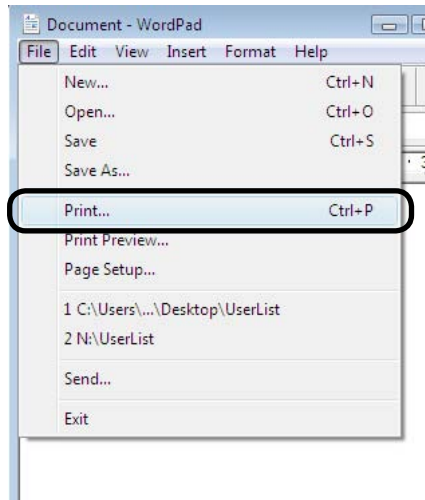 Document - WordPad
File Edit View Insert Format Help
New... Ctrl+N
Open... Ctrl+O
Save Ctrl+S
Save As...
Print... Ctrl+P
Print Preview...
Page Setup...
1 C:\Users\...\Desktop\UserList
2 N:\UserList
Send...
Exit